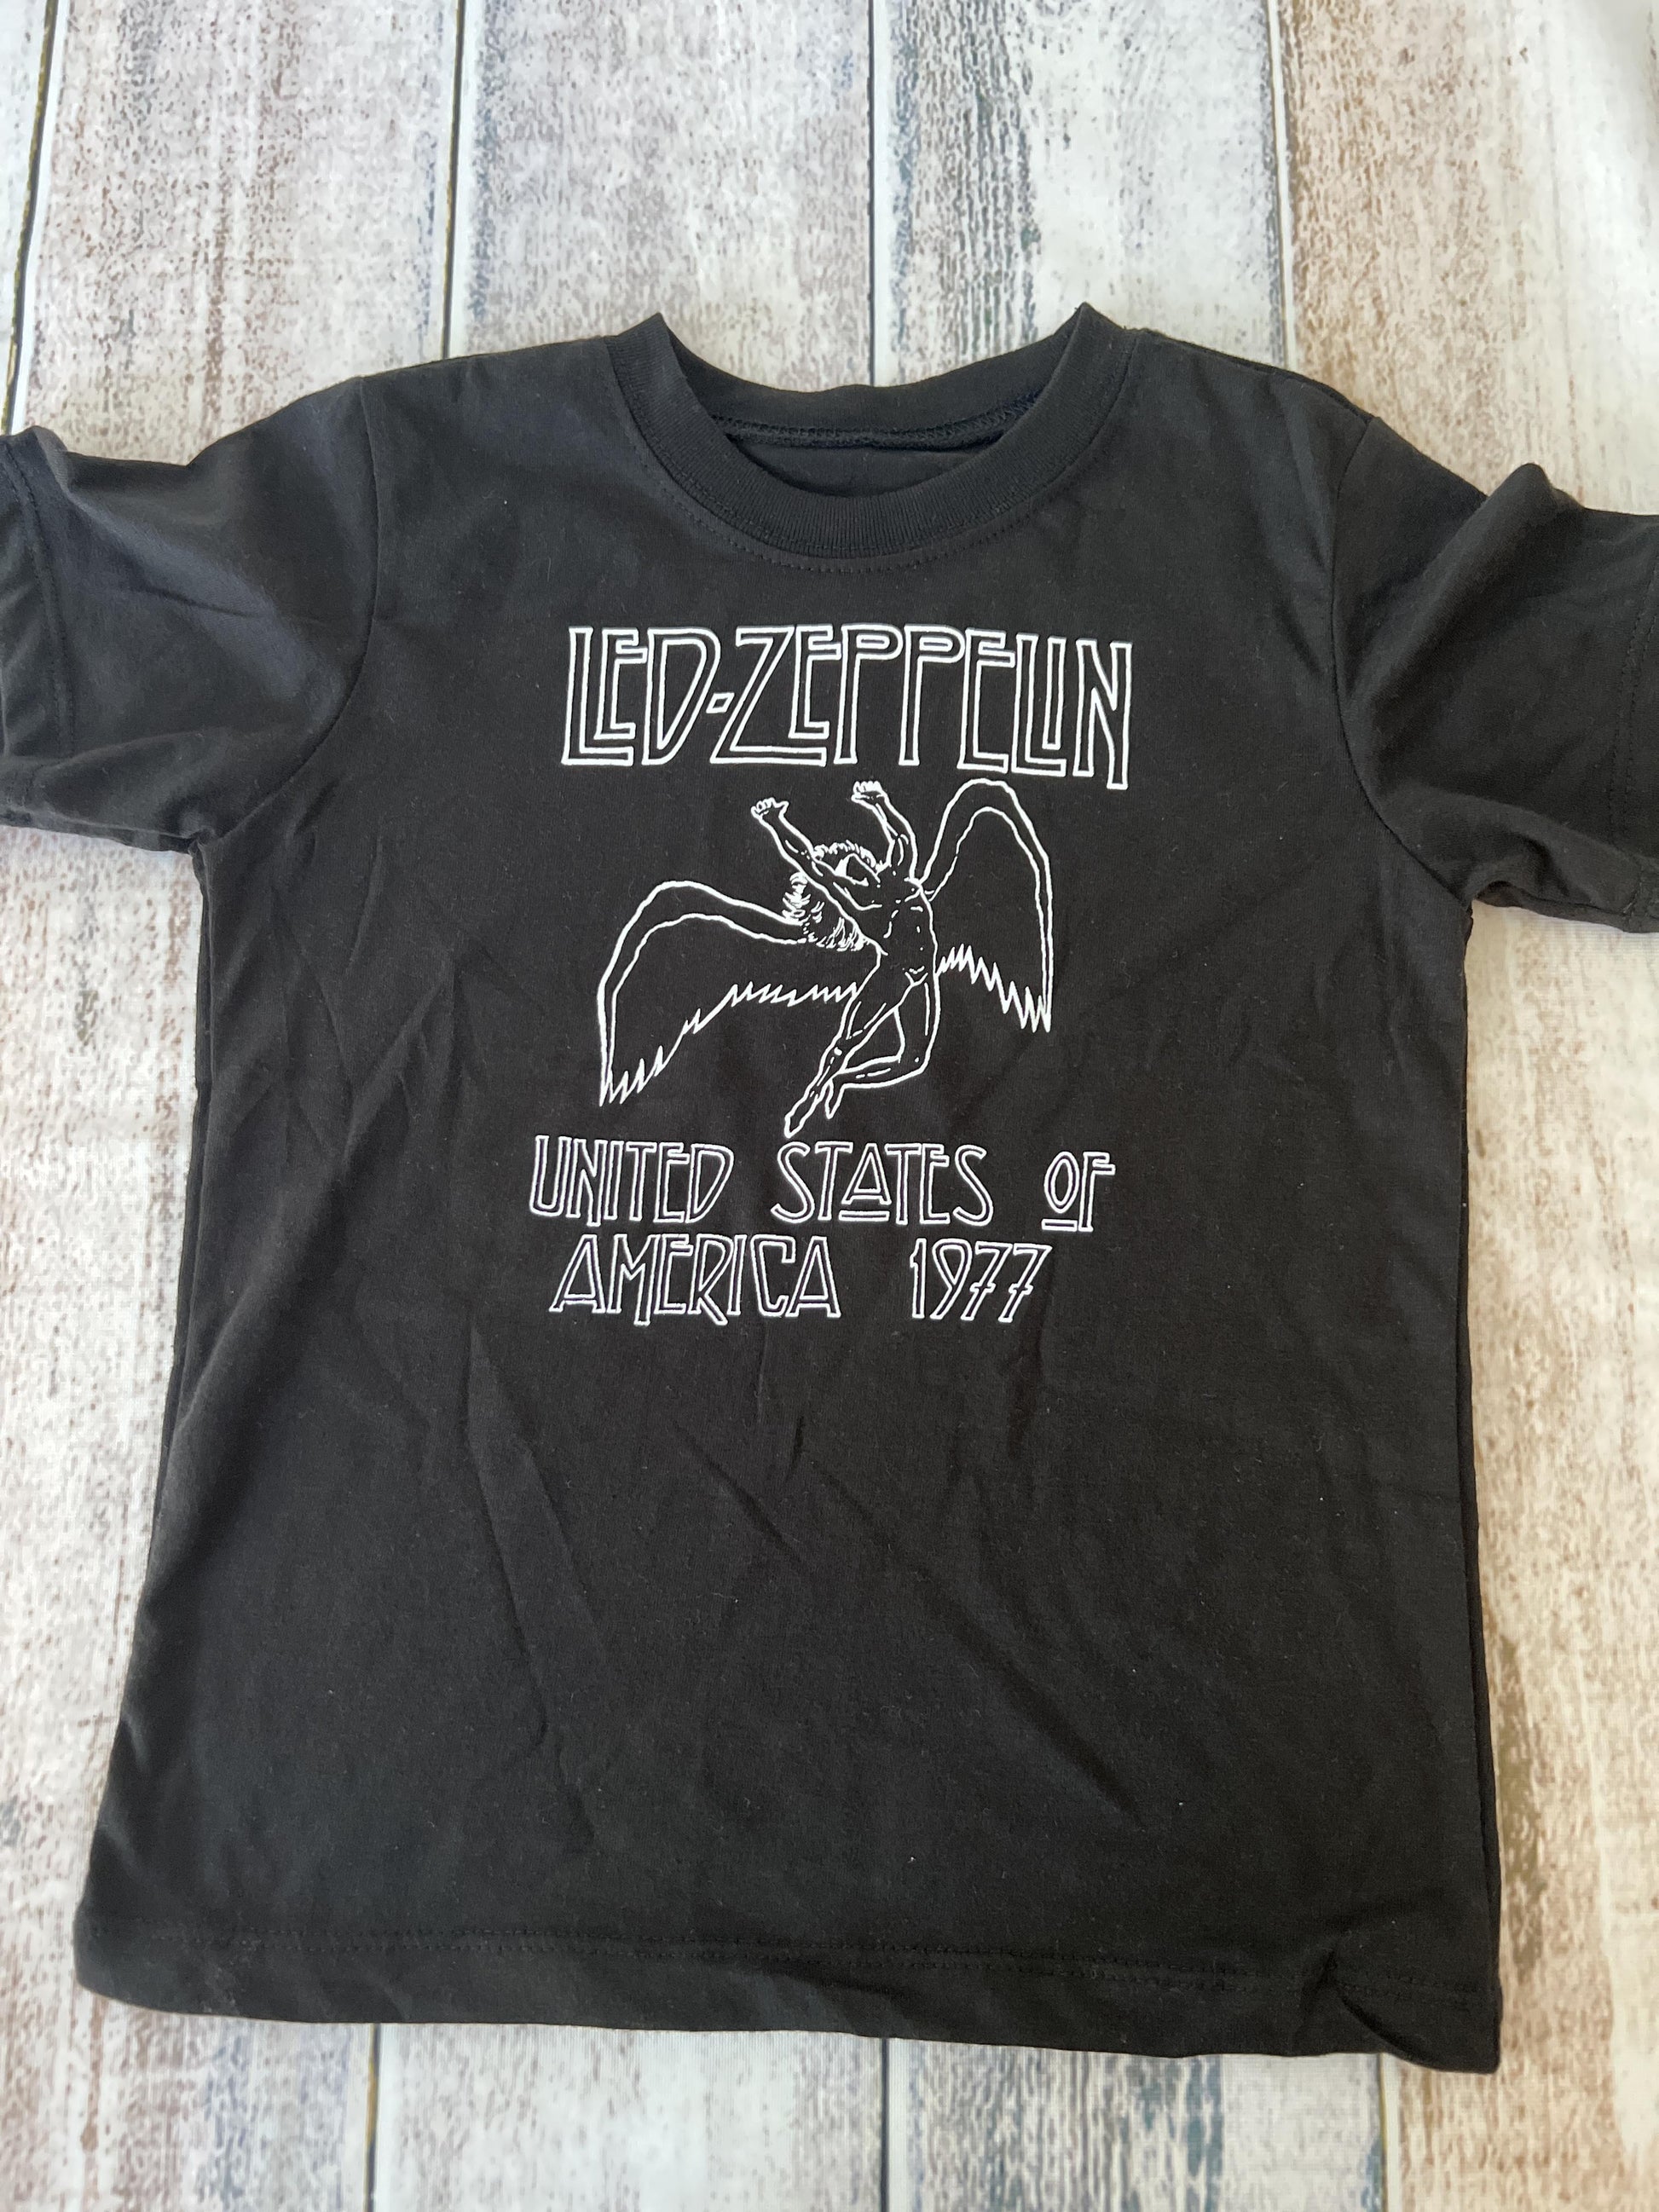 LED-ZEPPELIN
UNITED STATES OF
AMERICA 1977